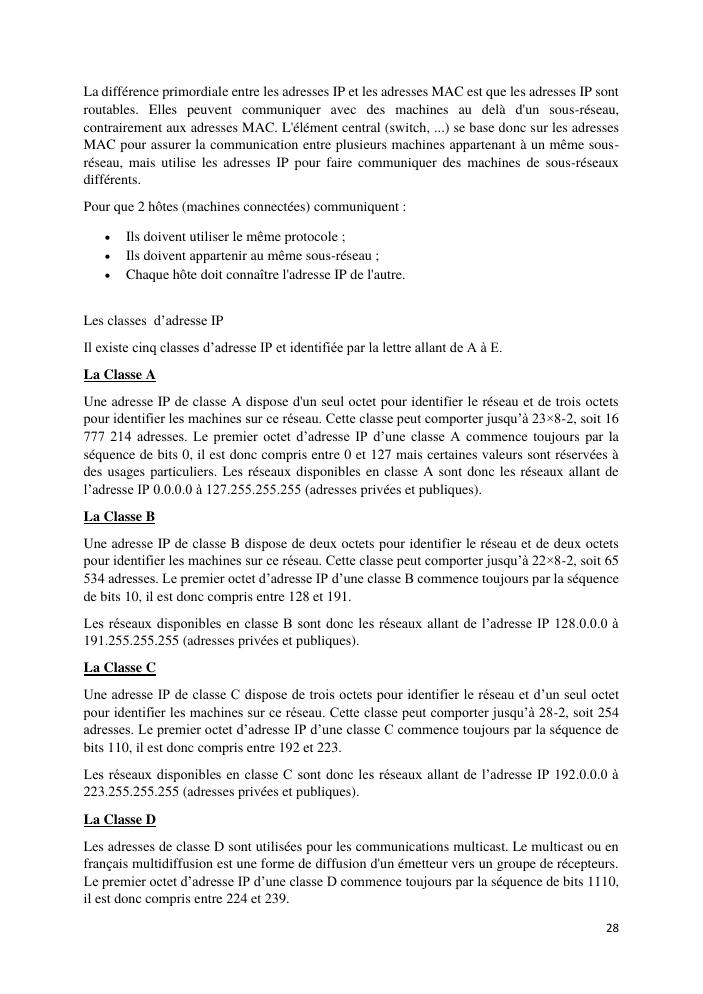 La différence primordiale entre les adresses IP et les adresses MAC est que les adresses IP sont
routables. Elles peuvent communiquer avec des machines au delà d'un sous-réseau,
contrairement aux adresses MAC. L'élément central (switch, ...) se base donc sur les adresses
MAC pour assurer la communication entre plusieurs machines appartenant à un même sous-
réseau, mais utilise les adresses IP pour faire communiquer des machines de sous-réseaux
différents.
Pour que 2 hôtes (machines connectées) communiquent :
• Ils doivent utiliser le même protocole ;
• Ils doivent appartenir au même sous-réseau ;
• Chaque hôte doit connaître l'adresse IP de l'autre.
Les classes d’adresse IP
Il existe cinq classes d’adresse IP et identifiée par la lettre allant de A à E.
La Classe A
Une adresse IP de classe A dispose d'un seul octet pour identifier le réseau et de trois octets
pour identifier les machines sur ce réseau. Cette classe peut comporter jusqu’à 23×8-2, soit 16
777 214 adresses. Le premier octet d’adresse IP d’une classe A commence toujours par la
séquence de bits 0, il est donc compris entre 0 et 127 mais certaines valeurs sont réservées à
des usages particuliers. Les réseaux disponibles en classe A sont donc les réseaux allant de
l’adresse IP 0.0.0.0 à 127.255.255.255 (adresses privées et publiques).
La Classe B
Une adresse IP de classe B dispose de deux octets pour identifier le réseau et de deux octets
pour identifier les machines sur ce réseau. Cette classe peut comporter jusqu’à 22×8-2, soit 65
534 adresses. Le premier octet d’adresse IP d’une classe B commence toujours par la séquence
de bits 10, il est donc compris entre 128 et 191.
Les réseaux disponibles en classe B sont donc les réseaux allant de l’adresse IP 128.0.0.0 à
191.255.255.255 (adresses privées et publiques).
La Classe C
Une adresse IP de classe C dispose de trois octets pour identifier le réseau et d’un seul octet
pour identifier les machines sur ce réseau. Cette classe peut comporter jusqu’à 28-2, soit 254
adresses. Le premier octet d’adresse IP d’une classe C commence toujours par la séquence de
bits 110, il est donc compris entre 192 et 223.
Les réseaux disponibles en classe C sont donc les réseaux allant de l’adresse IP 192.0.0.0 à
223.255.255.255 (adresses privées et publiques).
La Classe D
Les adresses de classe D sont utilisées pour les communications multicast. Le multicast ou en
français multidiffusion est une forme de diffusion d'un émetteur vers un groupe de récepteurs.
Le premier octet d’adresse IP d’une classe D commence toujours par la séquence de bits 1110,
il est donc compris entre 224 et 239.
28